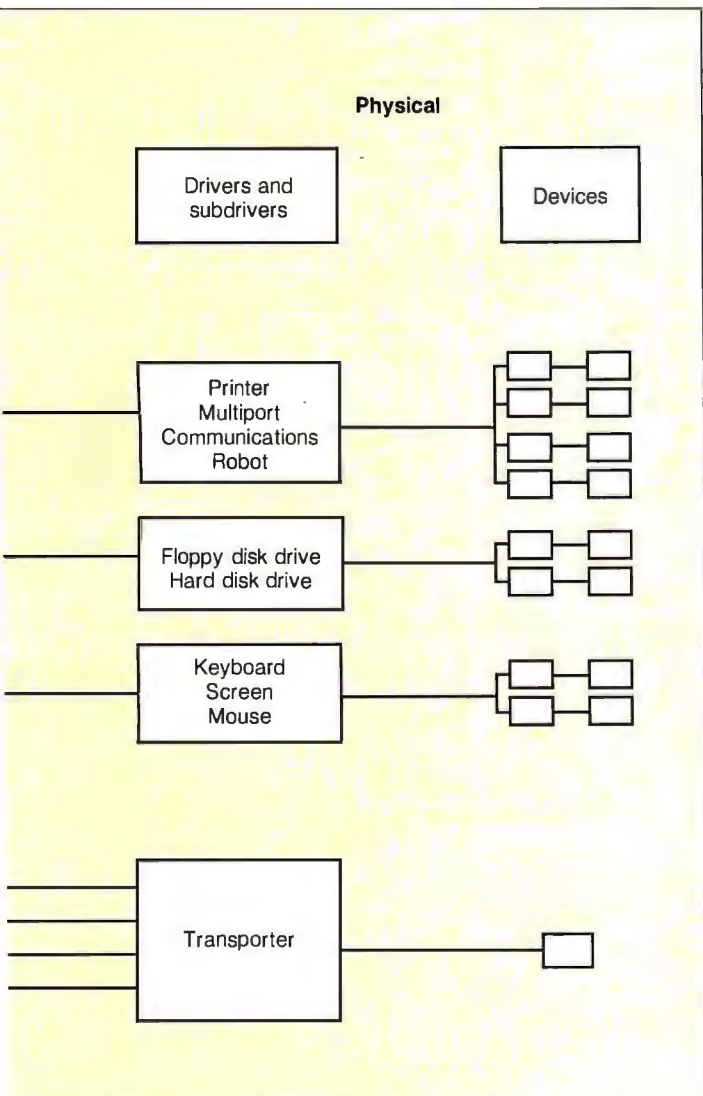 Physical
Drivers and
subdrivers
Devices
Printer
Multiport
Communications
Robot
Floppy disk drive
Hard disk drive
Keyboard
Screen
Mouse
Transporter